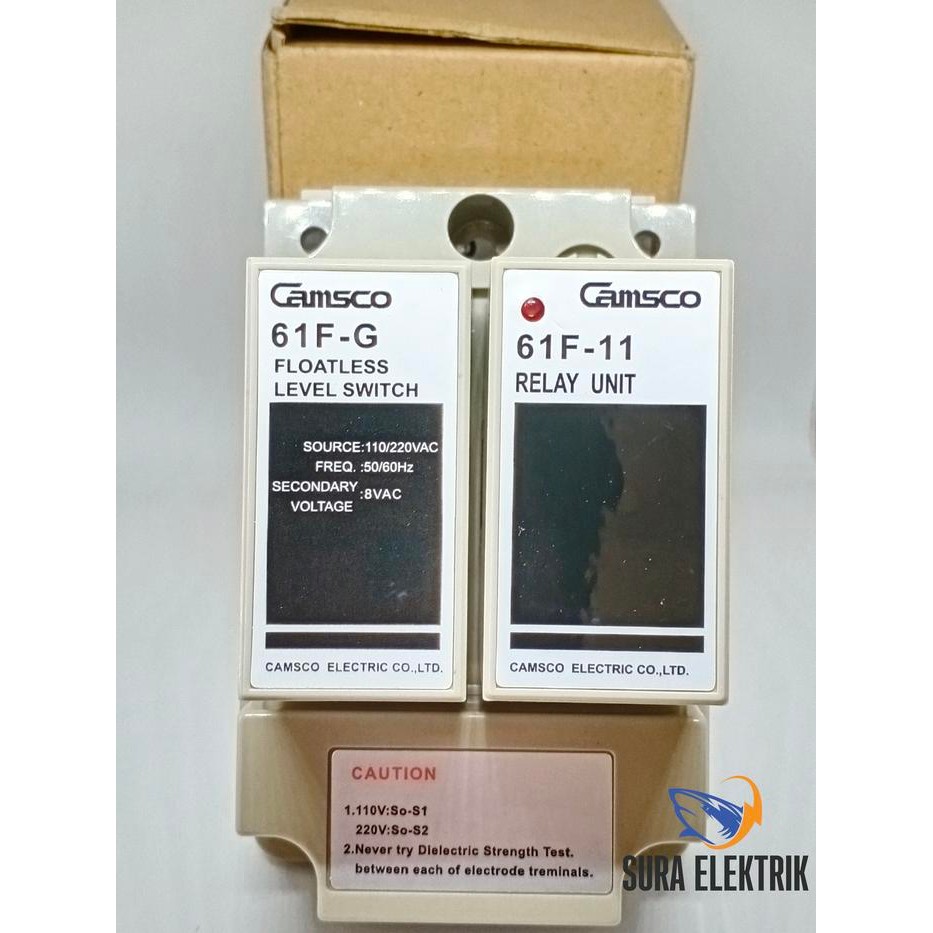 Camsco
61F-G
FLOATLESS
LEVEL SWITCH
SOURCE:110/220VAC
FREQ. :50/60Hz
SECONDARY :8VAC
VOLTAGE
CAMSCO ELECTRIC CO.,LTD.
Camsco
61F-11
RELAY UNIT
CAMSCO ELECTRIC CO.,LTD.
CAUTION
1.110V:So-S1
220V:So-S2
2.Never try Dielectric Strength Test.
between each of electrode treminals.
SURA ELEKTRIK